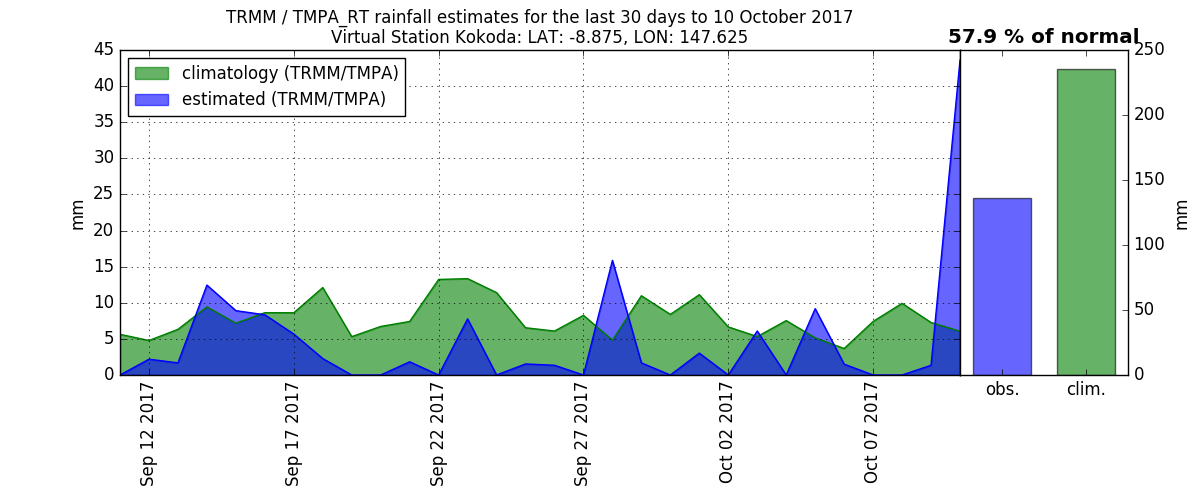 TRMM / TMPA_RT rainfall estimates for the last 30 days to 10 October 2017
Virtual Station Kokoda: LAT: -8.875, LON: 147.625
57.9 % of normal
climatology (TRMM/TMPA)
estimated (TRMM/TMPA)
45
40
35
30
25
20
15
10
5
0
mm
Sep 12 2017
Sep 17 2017
Sep 22 2017
Sep 27 2017
Oct 02 2017
Oct 07 2017
250
200
150
100
50
0
mm
obs.
clim.